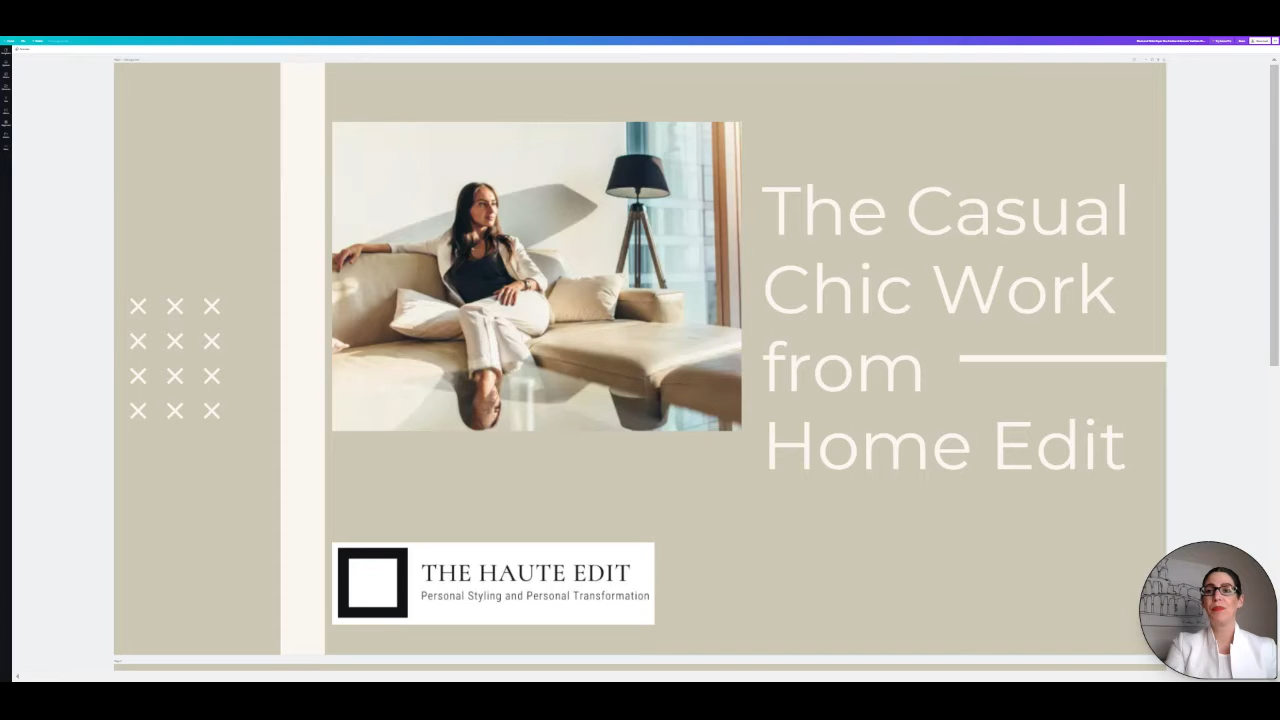 The Casual
Chic Work
from
Home Edit
THE HAUTE EDIT
Personal Styling and Personal Transformation